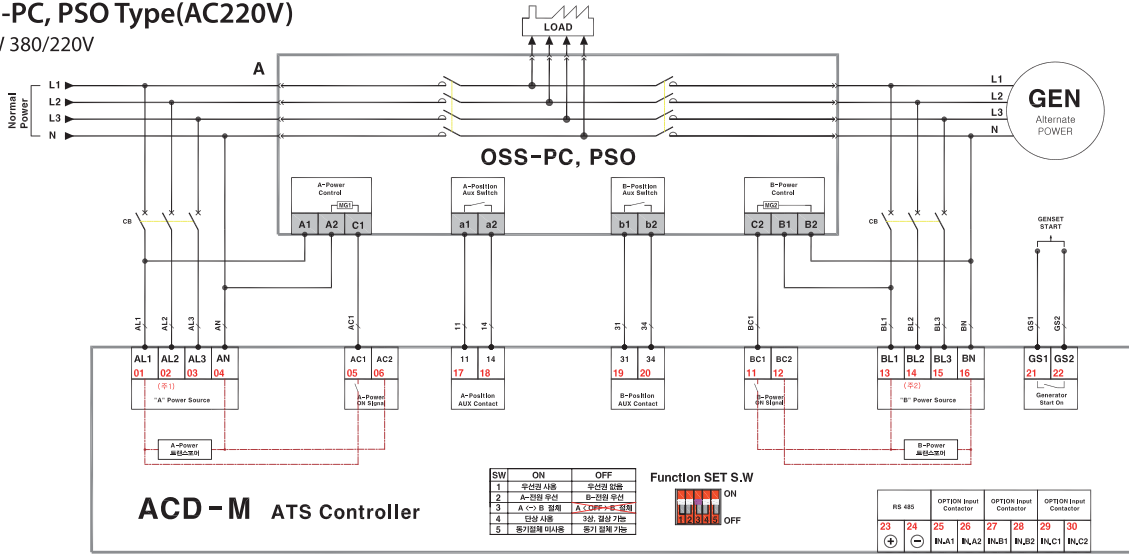 -PC, PSO Type(AC220V)
380/220V
LOAD
A
Normal Power
L1
L2
L3
N
L1
L2
L3
N
GEN
Alternate
POWER
OSS-PC, PSO
A-Power
Control
MG1
A1 A2 C1
A-Position
Aux Switch
a1 a2
B-Position
Aux Switch
b1 b2
B-Power
Control
MG2
C2 B1 B2
CB
CB
GENSET
START
AL1 AL2 AL3 AN AC1 11 14 31 34 BC1 BL1 BL2 BL3 BN GS1 GS2
AL1 AL2 AL3 AN AC1 AC2 11 14 31 34 BC1 BC2 BL1 BL2 BL3 BN GS1 GS2
01 02 03 04 05 06 17 18 19 20 11 12 13 14 15 16 21 22
(주1)
"A" Power Source
A-Power
ON Signal
A-Position
AUX Contact
B-Position
AUX Contact
B-Power
ON Signal
(주2)
"B" Power Source
Generator
Start On
A-Power
트랜스포머
B-Power
트랜스포머
ACD-M ATS Controller
SW ON OFF
1 우선권 사용 우선권 없음
2 A-전원 우선 B-전원 우선
3 A <-> B 절체 A <OFF> B 절체
4 단상 사용 3상, 결상 가능
5 동기절체 미사용 동기 절체 가능
Function SET S.W
ON
1 2 3 4 5
OFF
RS 485
OPTION Input
Contactor
OPTION Input
Contactor
OPTION Input
Contactor
23 24 25 26 27 28 29 30
+ − IN.A1 IN.A2 IN.B1 IN.B2 IN.C1 IN.C2